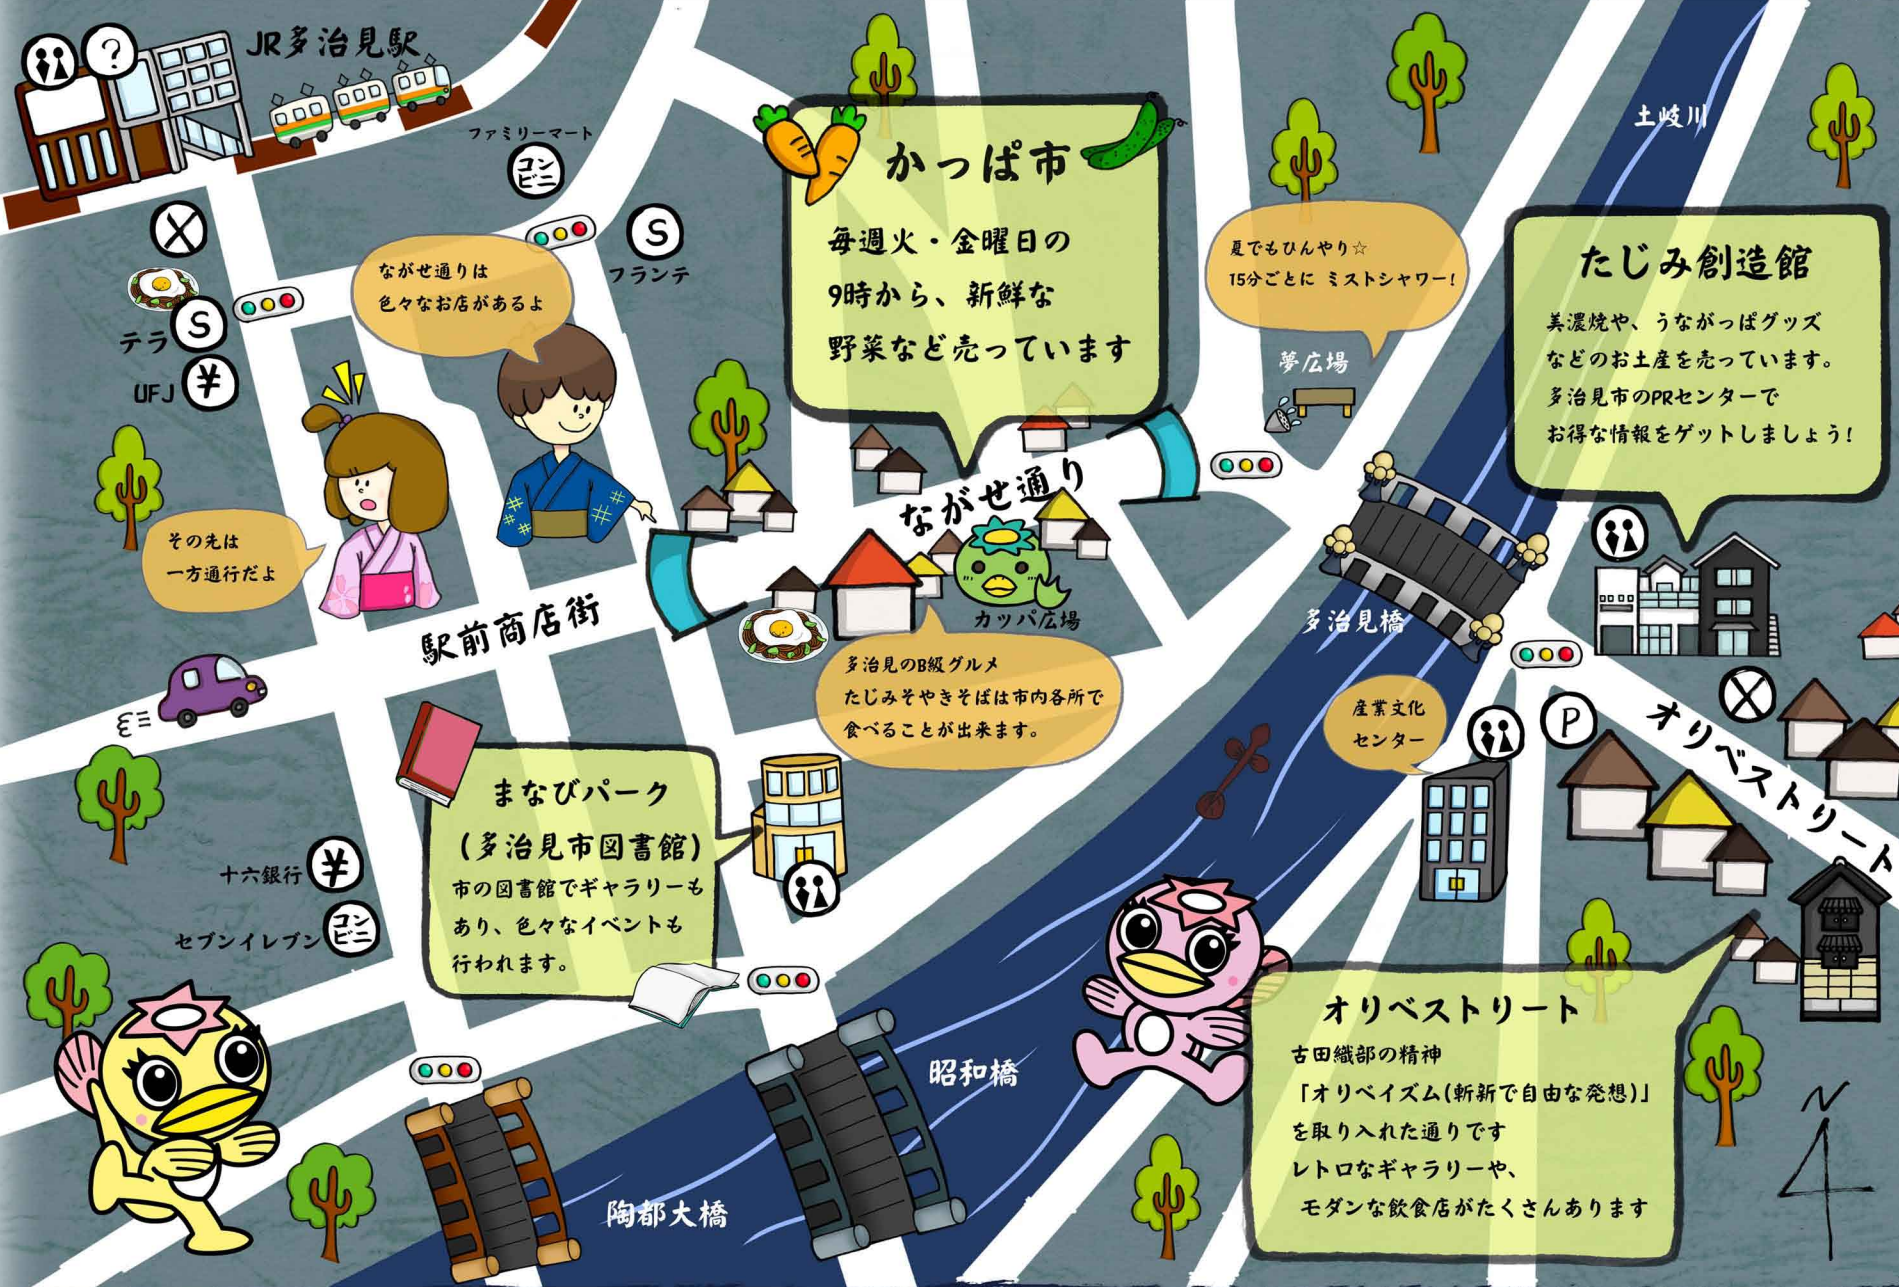 JR多治見駅
?
ファミリーマート
コン
ビニ
S
フランテ
X
テラ
S
UFJ
¥
ながせ通りは
色々なお店があるよ
その先は
一方通行だよ
駅前商店街
かっぱ市
毎週火・金曜日の
9時から、新鮮な
野菜など売っています
ながせ通り
カッパ広場
多治見のB級グルメ
たじみそやきそばは市内各所で
食べることが出来ます。
夏でもひんやり☆
15分ごとに ミストシャワー!
夢広場
土岐川
たじみ創造館
美濃焼や、うながっぱグッズ
などのお土産を売っています。
多治見市のPRセンターで
お得な情報をゲットしましょう!
多治見橋
産業文化
センター
P
X
オリベストリート
まなびパーク
(多治見市図書館)
市の図書館でギャラリーも
あり、色々なイベントも
行われます。
十六銀行
¥
セブンイレブン
コン
ビニ
昭和橋
陶都大橋
オリベストリート
古田織部の精神
「オリベイズム(斬新で自由な発想)」
を取り入れた通りです
レトロなギャラリーや、
モダンな飲食店がたくさんあります
N